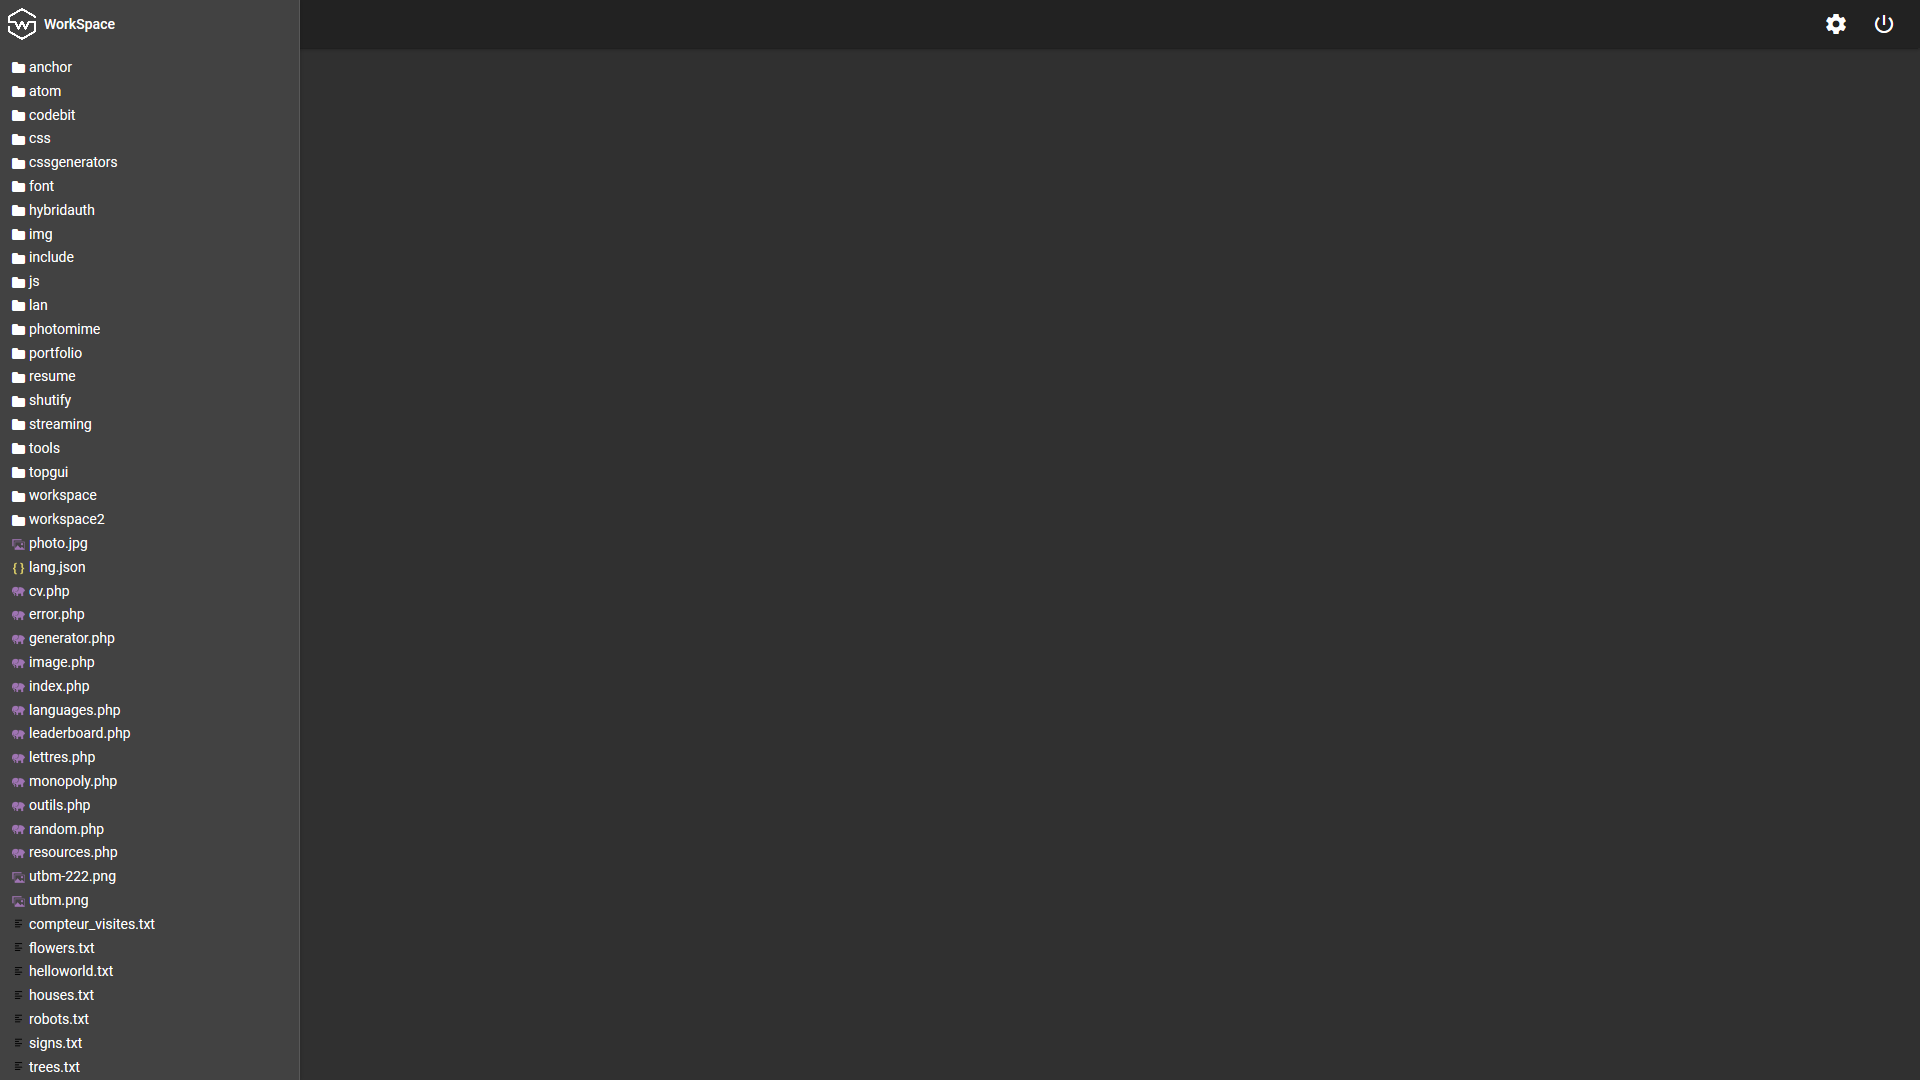 WorkSpace
anchor
atom
codebit
css
cssgenerators
font
hybridauth
img
include
js
lan
photomime
portfolio
resume
shutify
streaming
tools
topgui
workspace
workspace2
photo.jpg
lang.json
cv.php
error.php
generator.php
image.php
index.php
languages.php
leaderboard.php
lettres.php
monopoly.php
outils.php
random.php
resources.php
utbm-222.png
utbm.png
compteur_visites.txt
flowers.txt
helloworld.txt
houses.txt
robots.txt
signs.txt
trees.txt